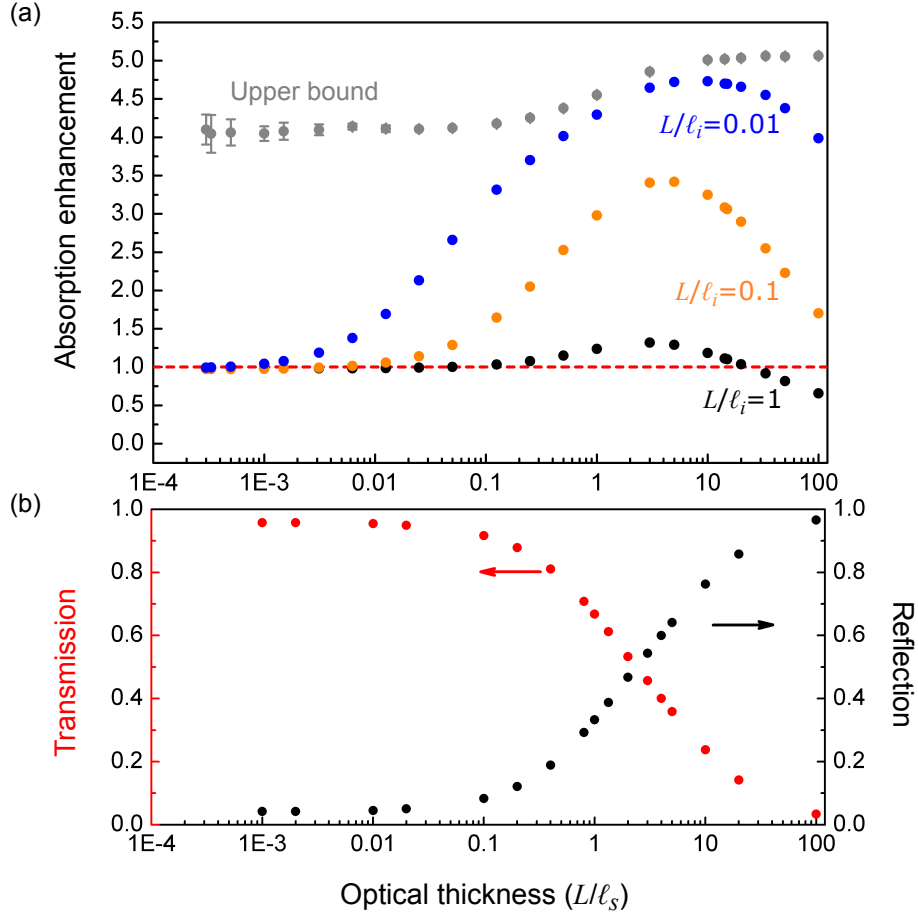 (a)
Absorption enhancement
5.5
5.0
4.5
4.0
3.5
3.0
2.5
2.0
1.5
1.0
0.5
0.0
Upper bound
L/ℓi=0.01
L/ℓi=0.1
L/ℓi=1
1E-4 1E-3 0.01 0.1 1 10 100
(b)
Transmission
1.0
0.8
0.6
0.4
0.2
0.0
1.0
0.8
0.6
0.4
0.2
0.0
Reflection
1E-4 1E-3 0.01 0.1 1 10 100
Optical thickness (L/ℓs)